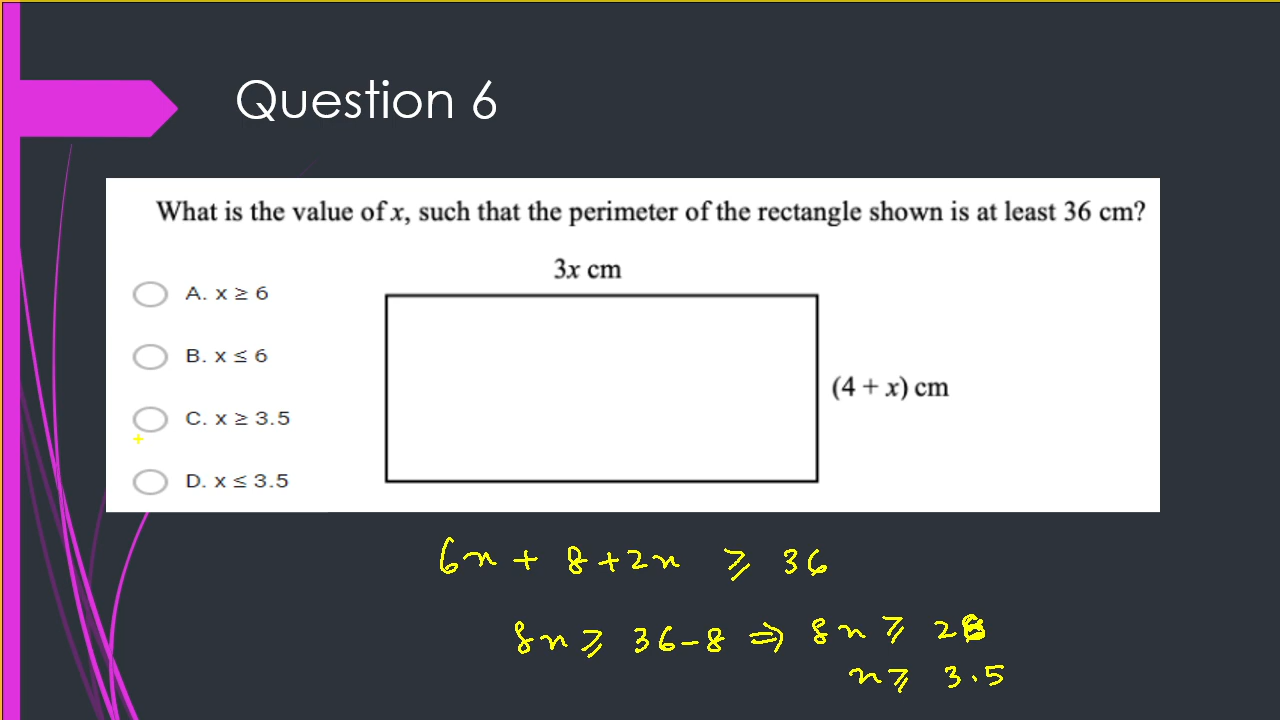 Question 6
What is the value of x, such that the perimeter of the rectangle shown is at least 36 cm?
3x cm
A. x ≥ 6
B. x ≤ 6
(4 + x) cm
C. x ≥ 3.5
D. x ≤ 3.5
6x + 8 + 2x ≥ 36
8x ≥ 36 - 8 ⇒ 8x ≥ 28
x ≥ 3.5